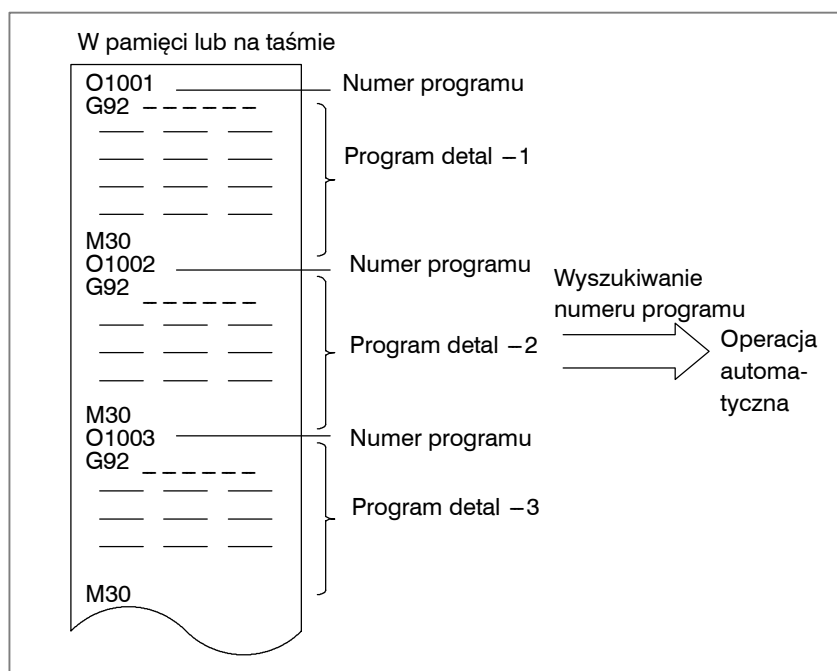 W pamięci lub na taśmie
O1001
Numer programu
G92
Program detal −1
M30
O1002
Numer programu
G92
Wyszukiwanie
numeru programu
Program detal −2
Operacja
automa-
tyczna
M30
O1003
Numer programu
G92
Program detal −3
M30